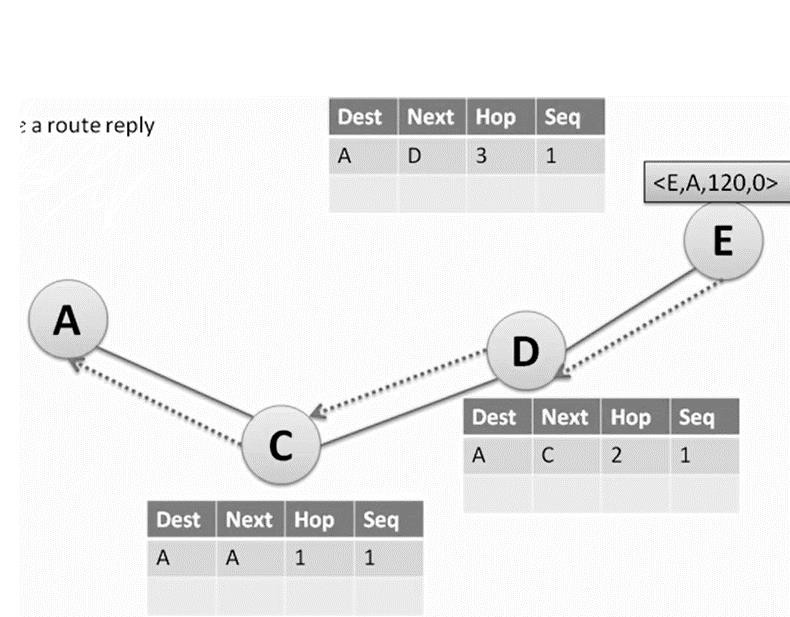 a route reply
Dest Next Hop Seq
A D 3 1
<E,A,120,0>
E
A
D
C
Dest Next Hop Seq
A C 2 1
Dest Next Hop Seq
A A 1 1